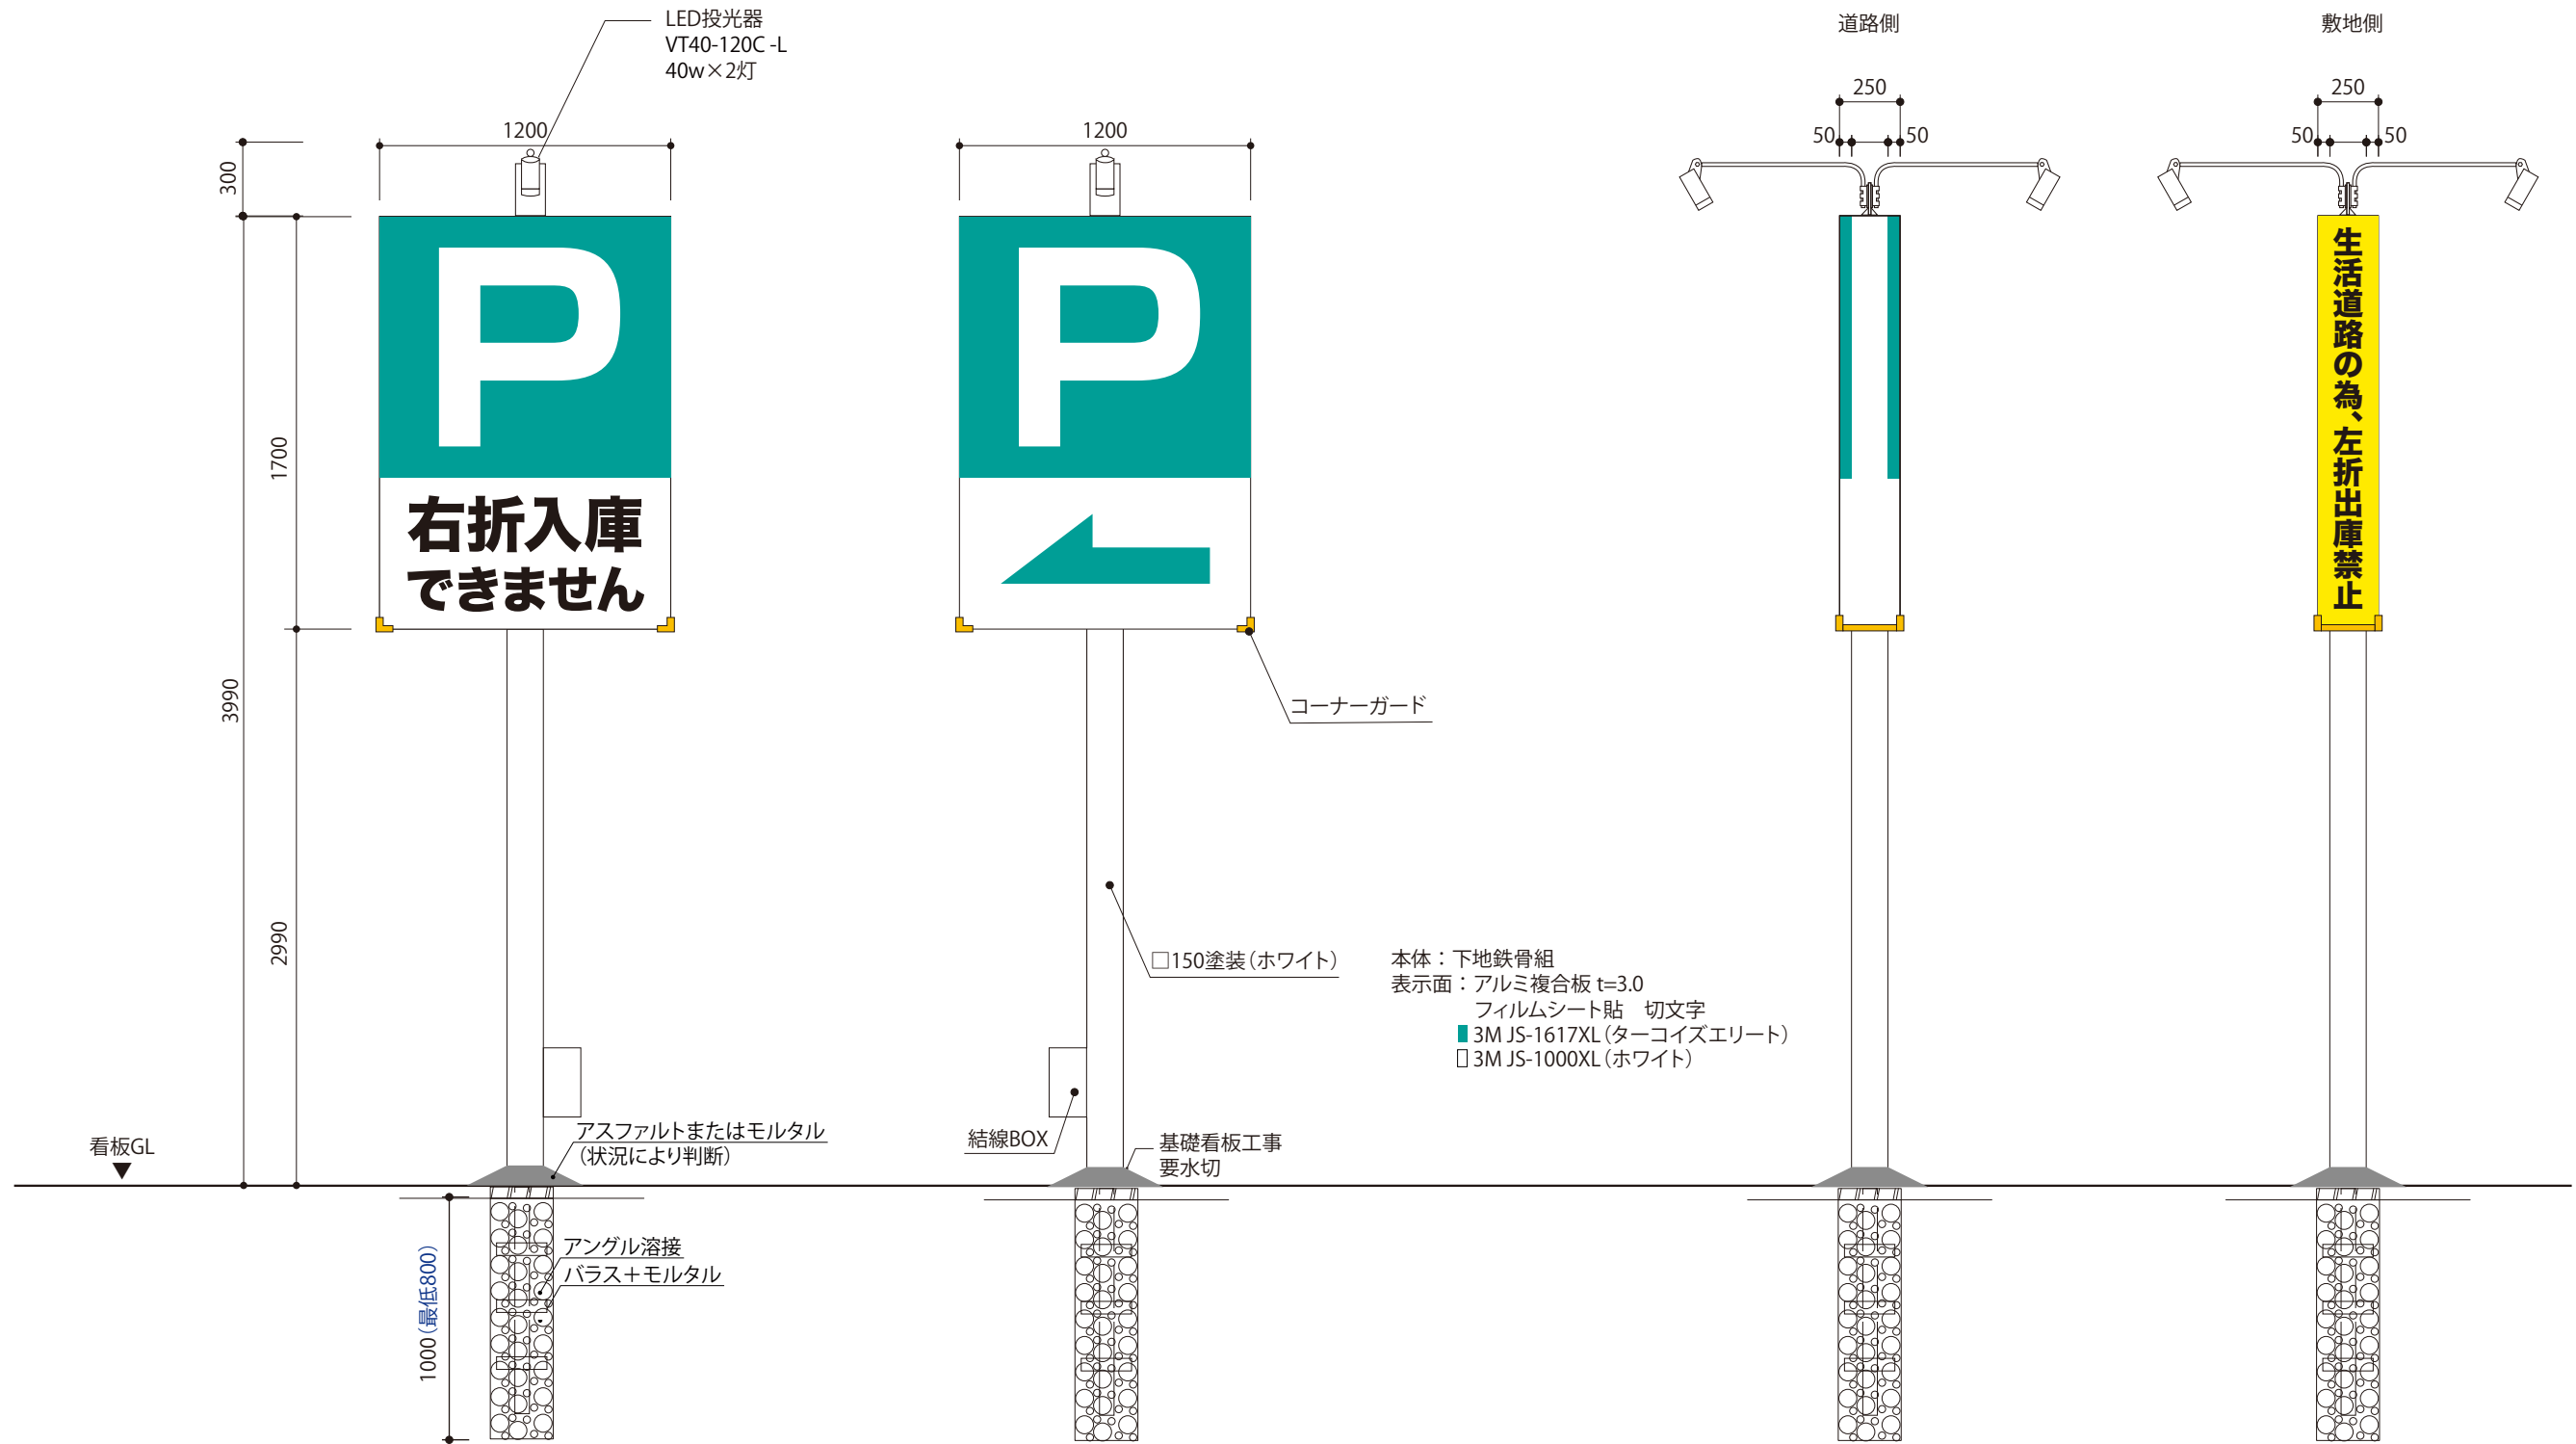 LED投光器
VT40-120C -L
40w×2灯
道路側
敷地側
250
250
1200
1200
50
50
50
50
300
P
P
生活道路の為、左折出庫禁止
1700
右折入庫
できません
3990
コーナーガード
2990
□150塗装（ホワイト）
本体：下地鉄骨組
表示面：アルミ複合板 t=3.0
フィルムシート貼　切文字
3M JS-1617XL（ターコイズエリート）
3M JS-1000XL（ホワイト）
看板GL
アスファルトまたはモルタル
（状況により判断）
結線BOX
基礎看板工事
要水切
アングル溶接
バラス＋モルタル
1000（最低800）